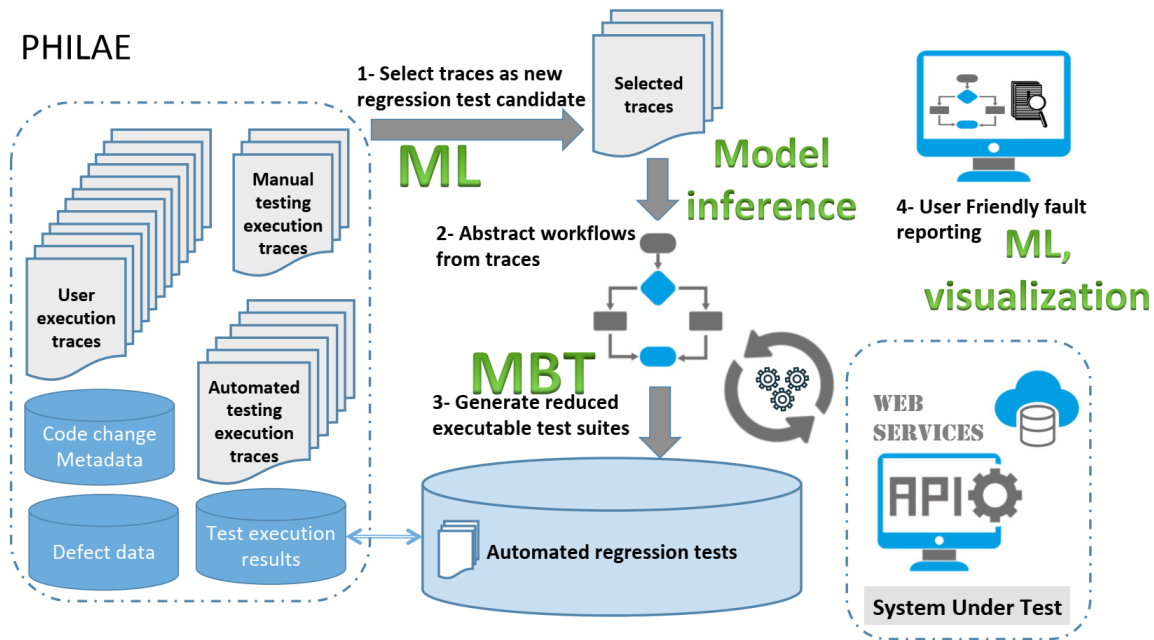 PHILAE
1- Select traces as new
regression test candidate
ML
Selected
traces
Model
inference
Manual
testing
execution
traces
User
execution
traces
Automated
testing
execution
traces
Code change
Metadata
Defect data
Test execution
results
2- Abstract workflows
from traces
MBT
3- Generate reduced
executable test suites
Automated regression tests
4- User Friendly fault
reporting
ML,
visualization
WEB
SERVICES
API
System Under Test